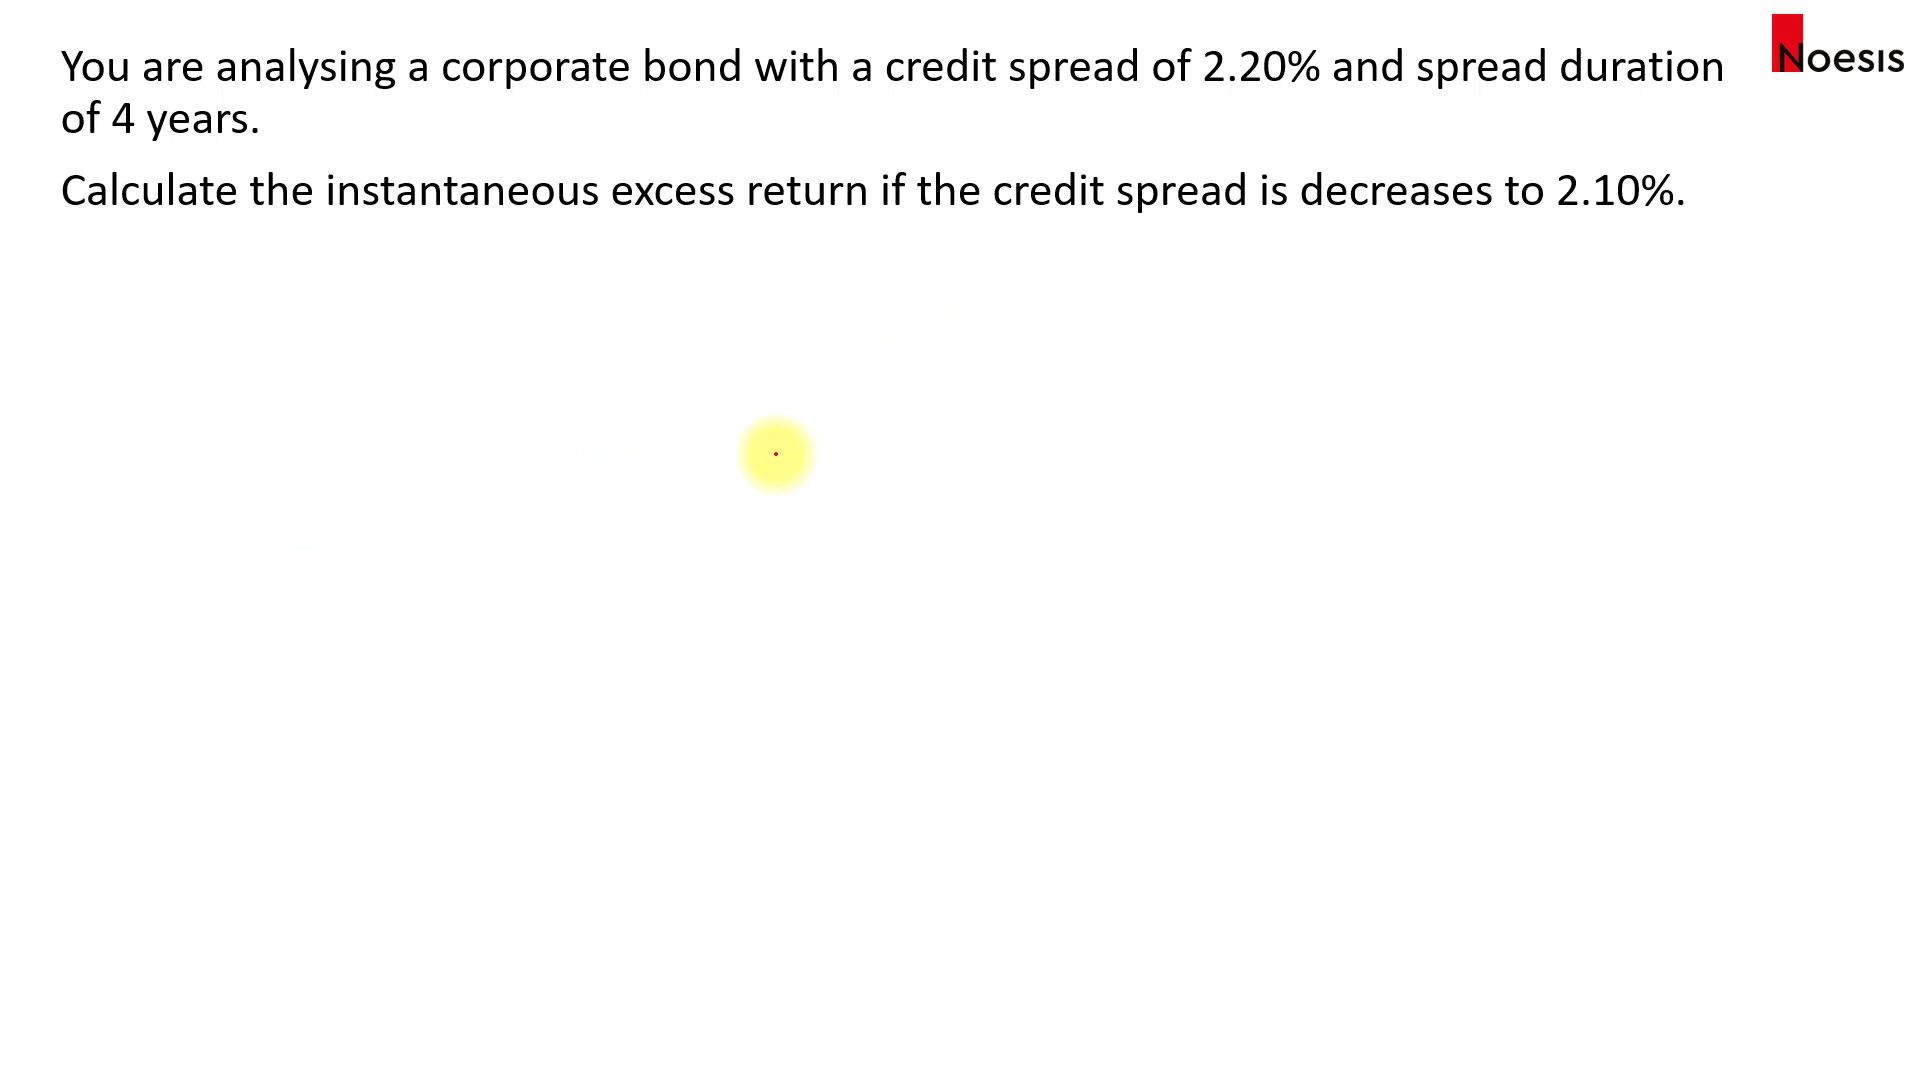 You are analysing a corporate bond with a credit spread of 2.20% and spread duration
of 4 years.
Calculate the instantaneous excess return if the credit spread is decreases to 2.10%.
Noesis